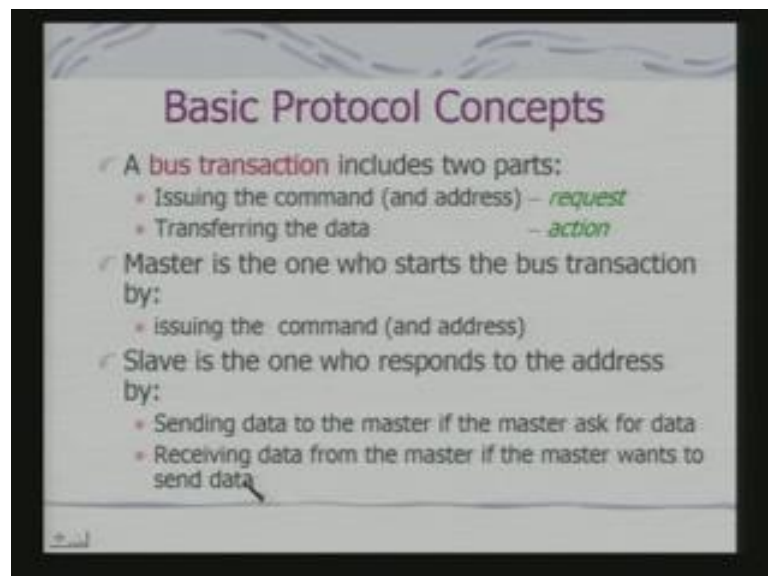 Basic Protocol Concepts
A bus transaction includes two parts:
Issuing the command (and address) – request
Transferring the data – action
Master is the one who starts the bus transaction
by:
issuing the command (and address)
Slave is the one who responds to the address
by:
Sending data to the master if the master ask for data
Receiving data from the master if the master wants to
send data